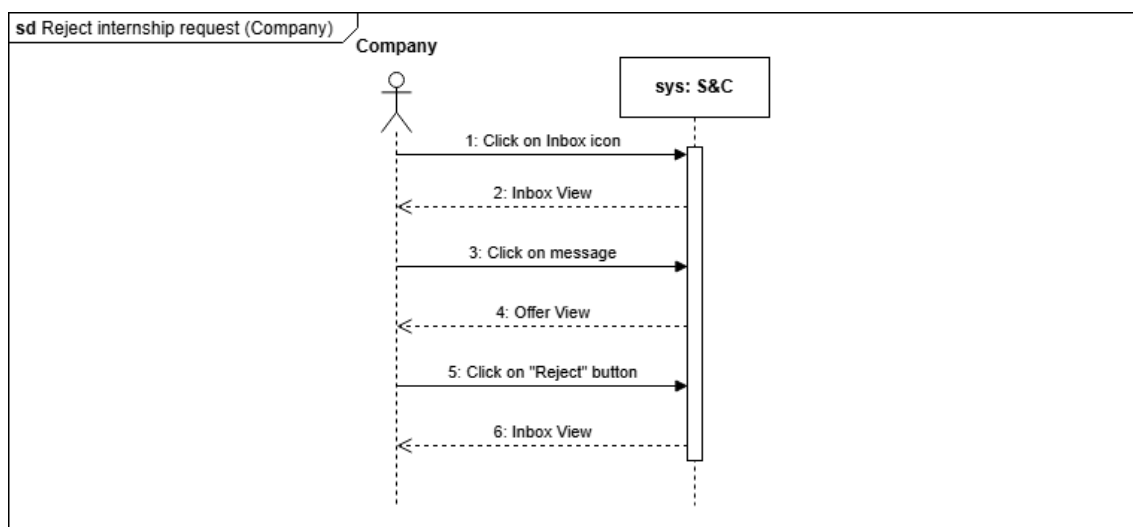 sd Reject internship request (Company)
Company
sys: S&C
1: Click on Inbox icon
2: Inbox View
3: Click on message
4: Offer View
5: Click on "Reject" button
6: Inbox View